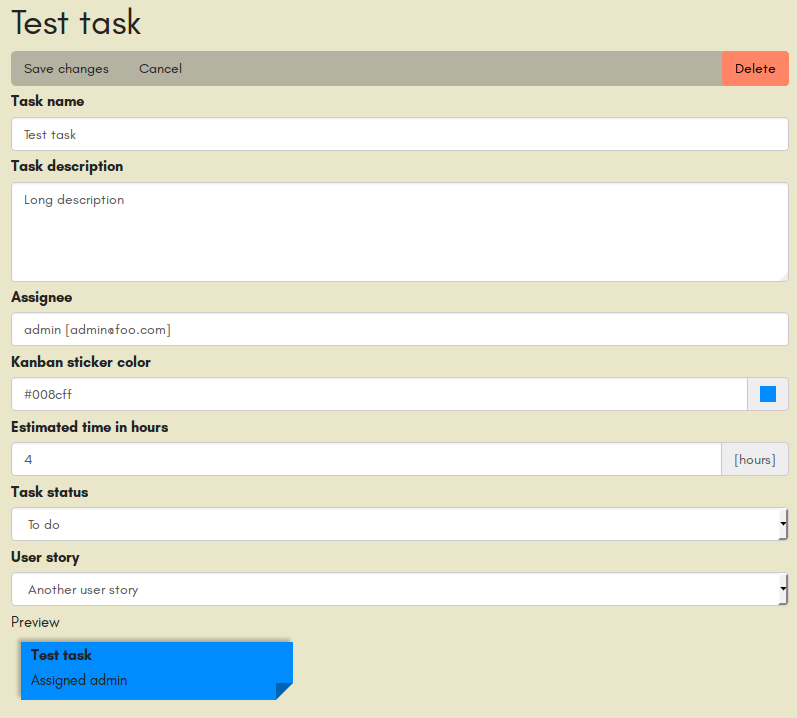 Test task
Save changes Cancel Delete
Task name
Test task
Task description
Long description
Assignee
admin [admin@foo.com]
Kanban sticker color
#008cff
Estimated time in hours
4 [hours]
Task status
To do
User story
Another user story
Preview
Test task
Assigned admin